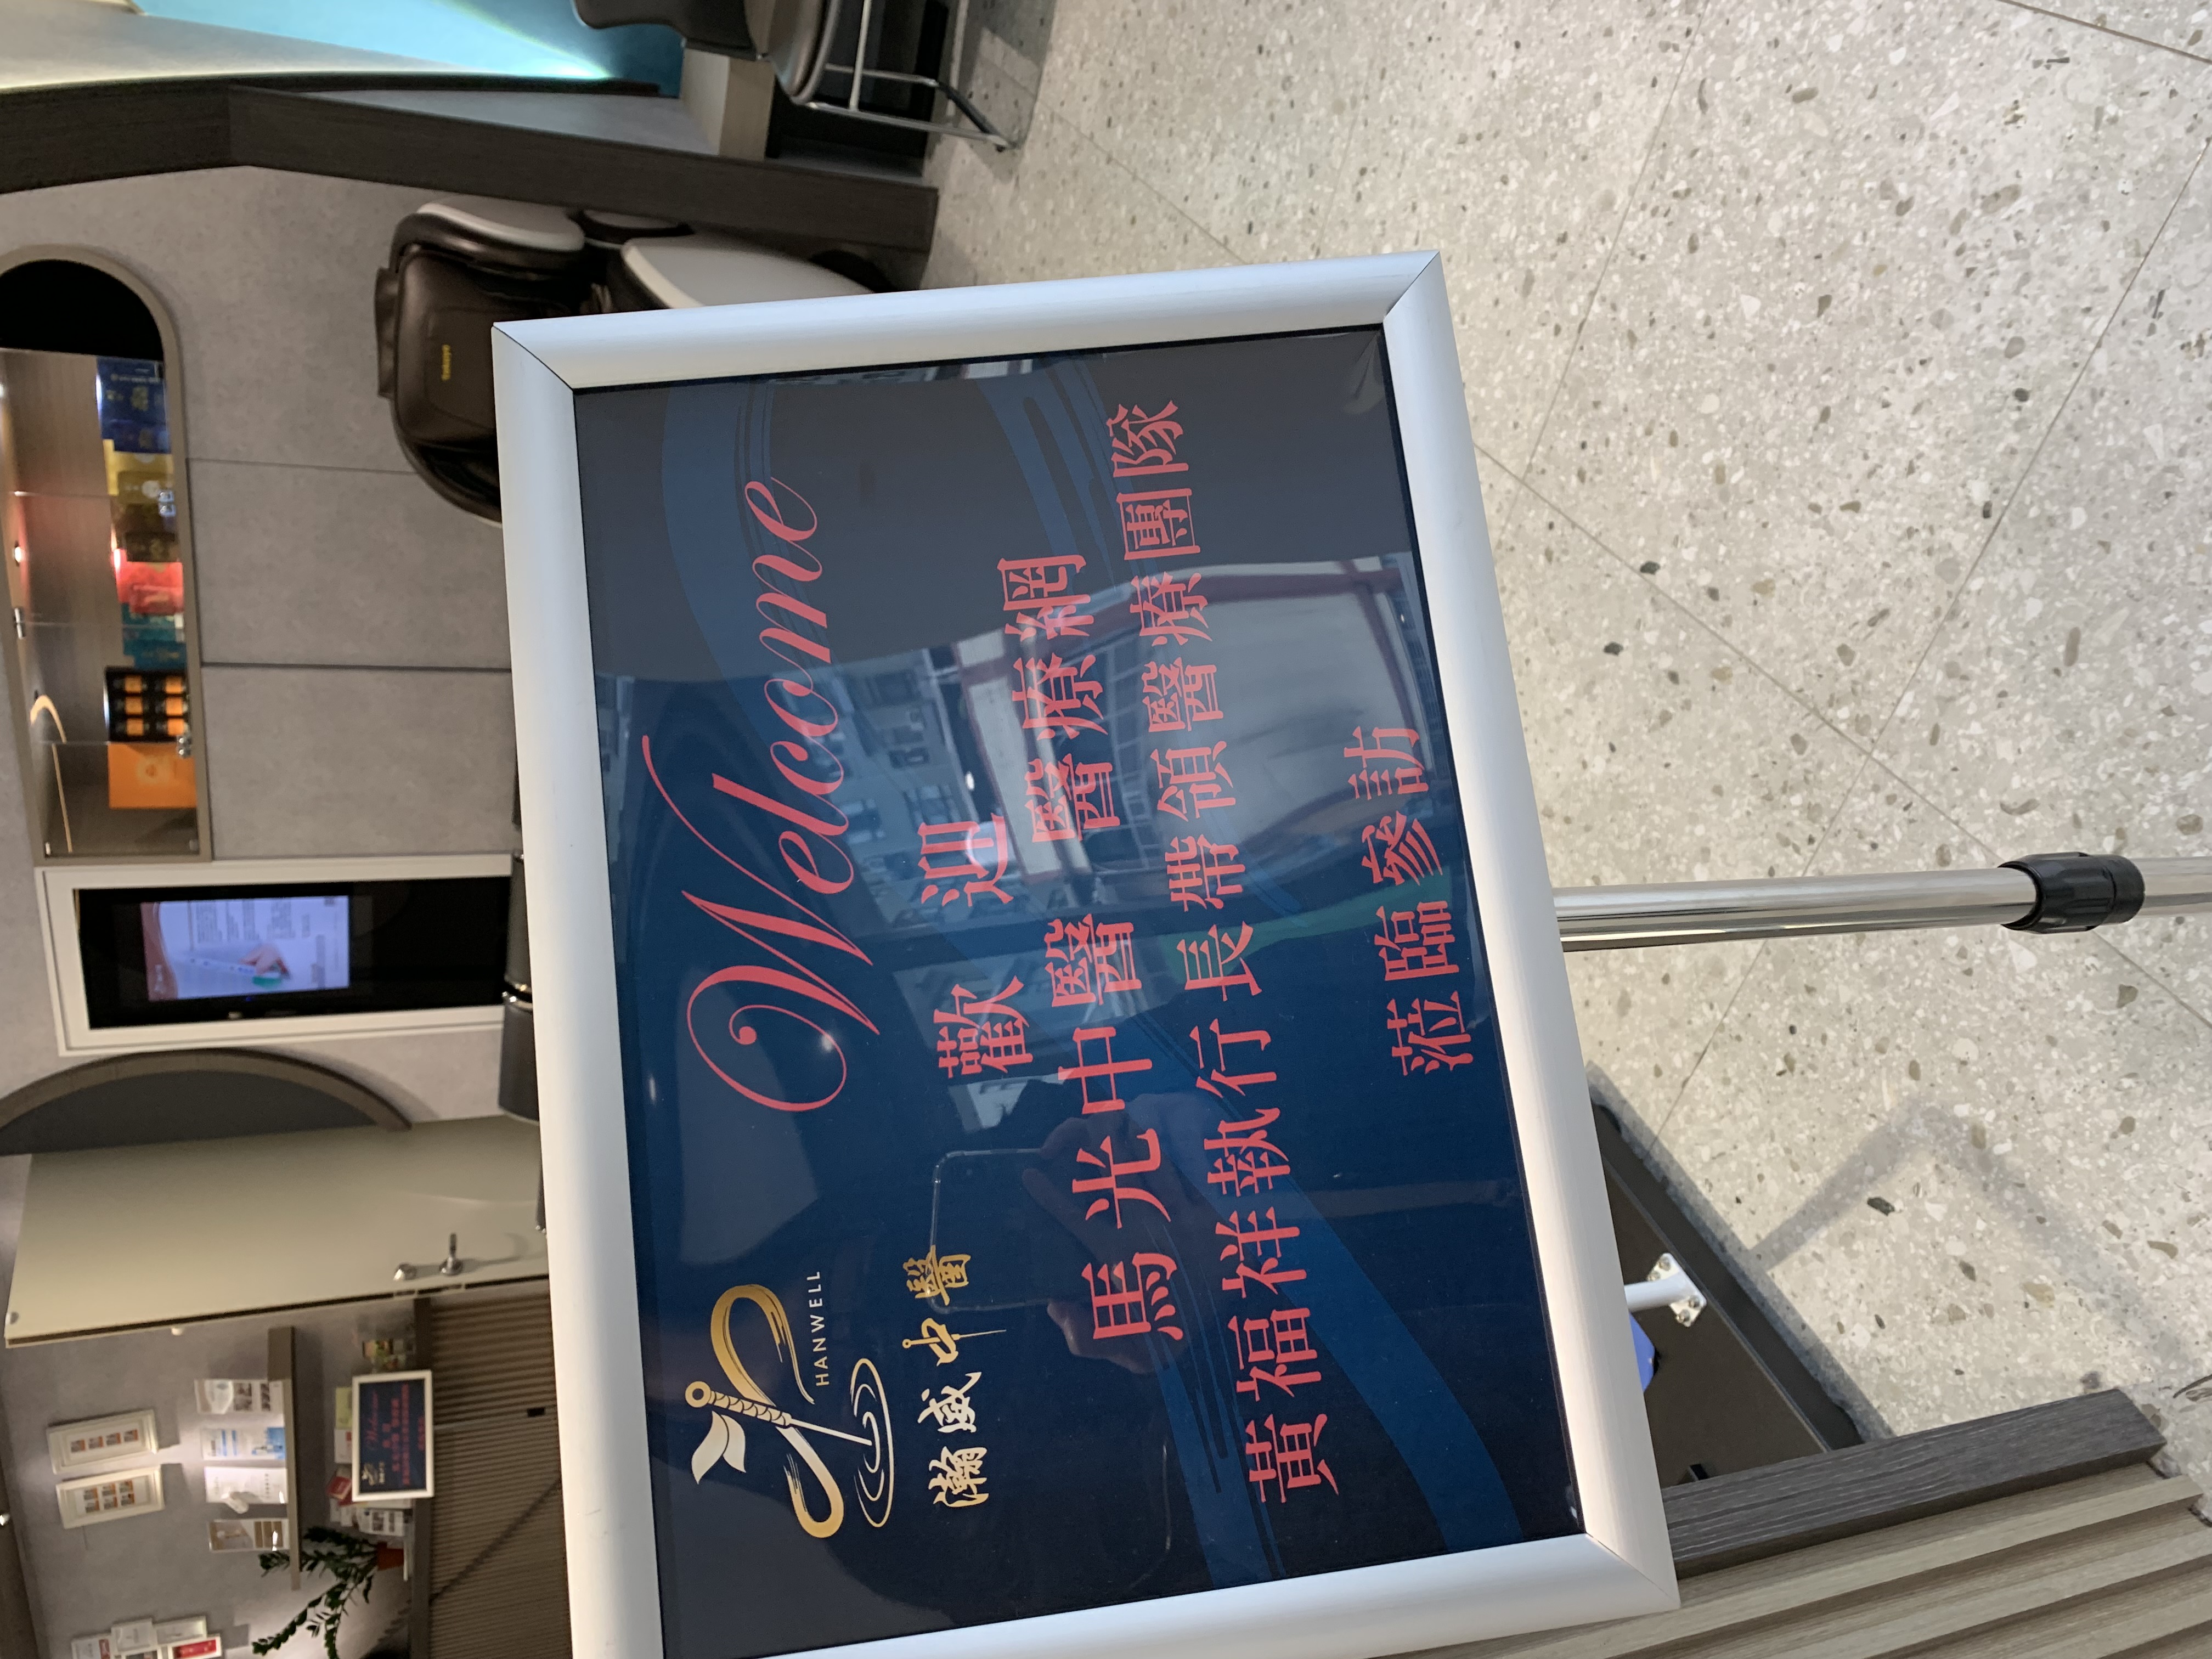 HANWELL
瀚威中醫
Welcome
歡迎
馬光中醫 醫療網
黃福祥執行長帶領醫療團隊
蒞臨參訪